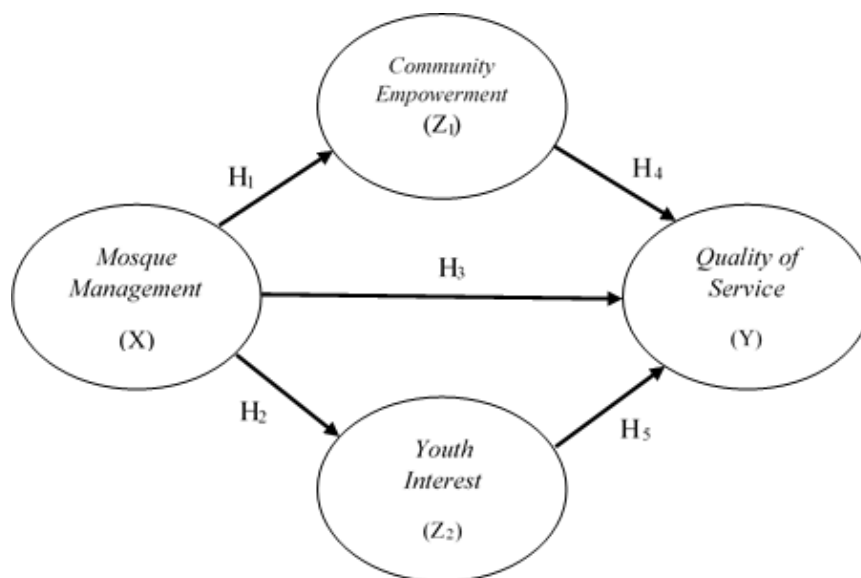 Community
Empowerment
(Z1)
H1
H4
Mosque
Management
(X)
H3
Quality of
Service
(Y)
H2
H5
Youth
Interest
(Z2)